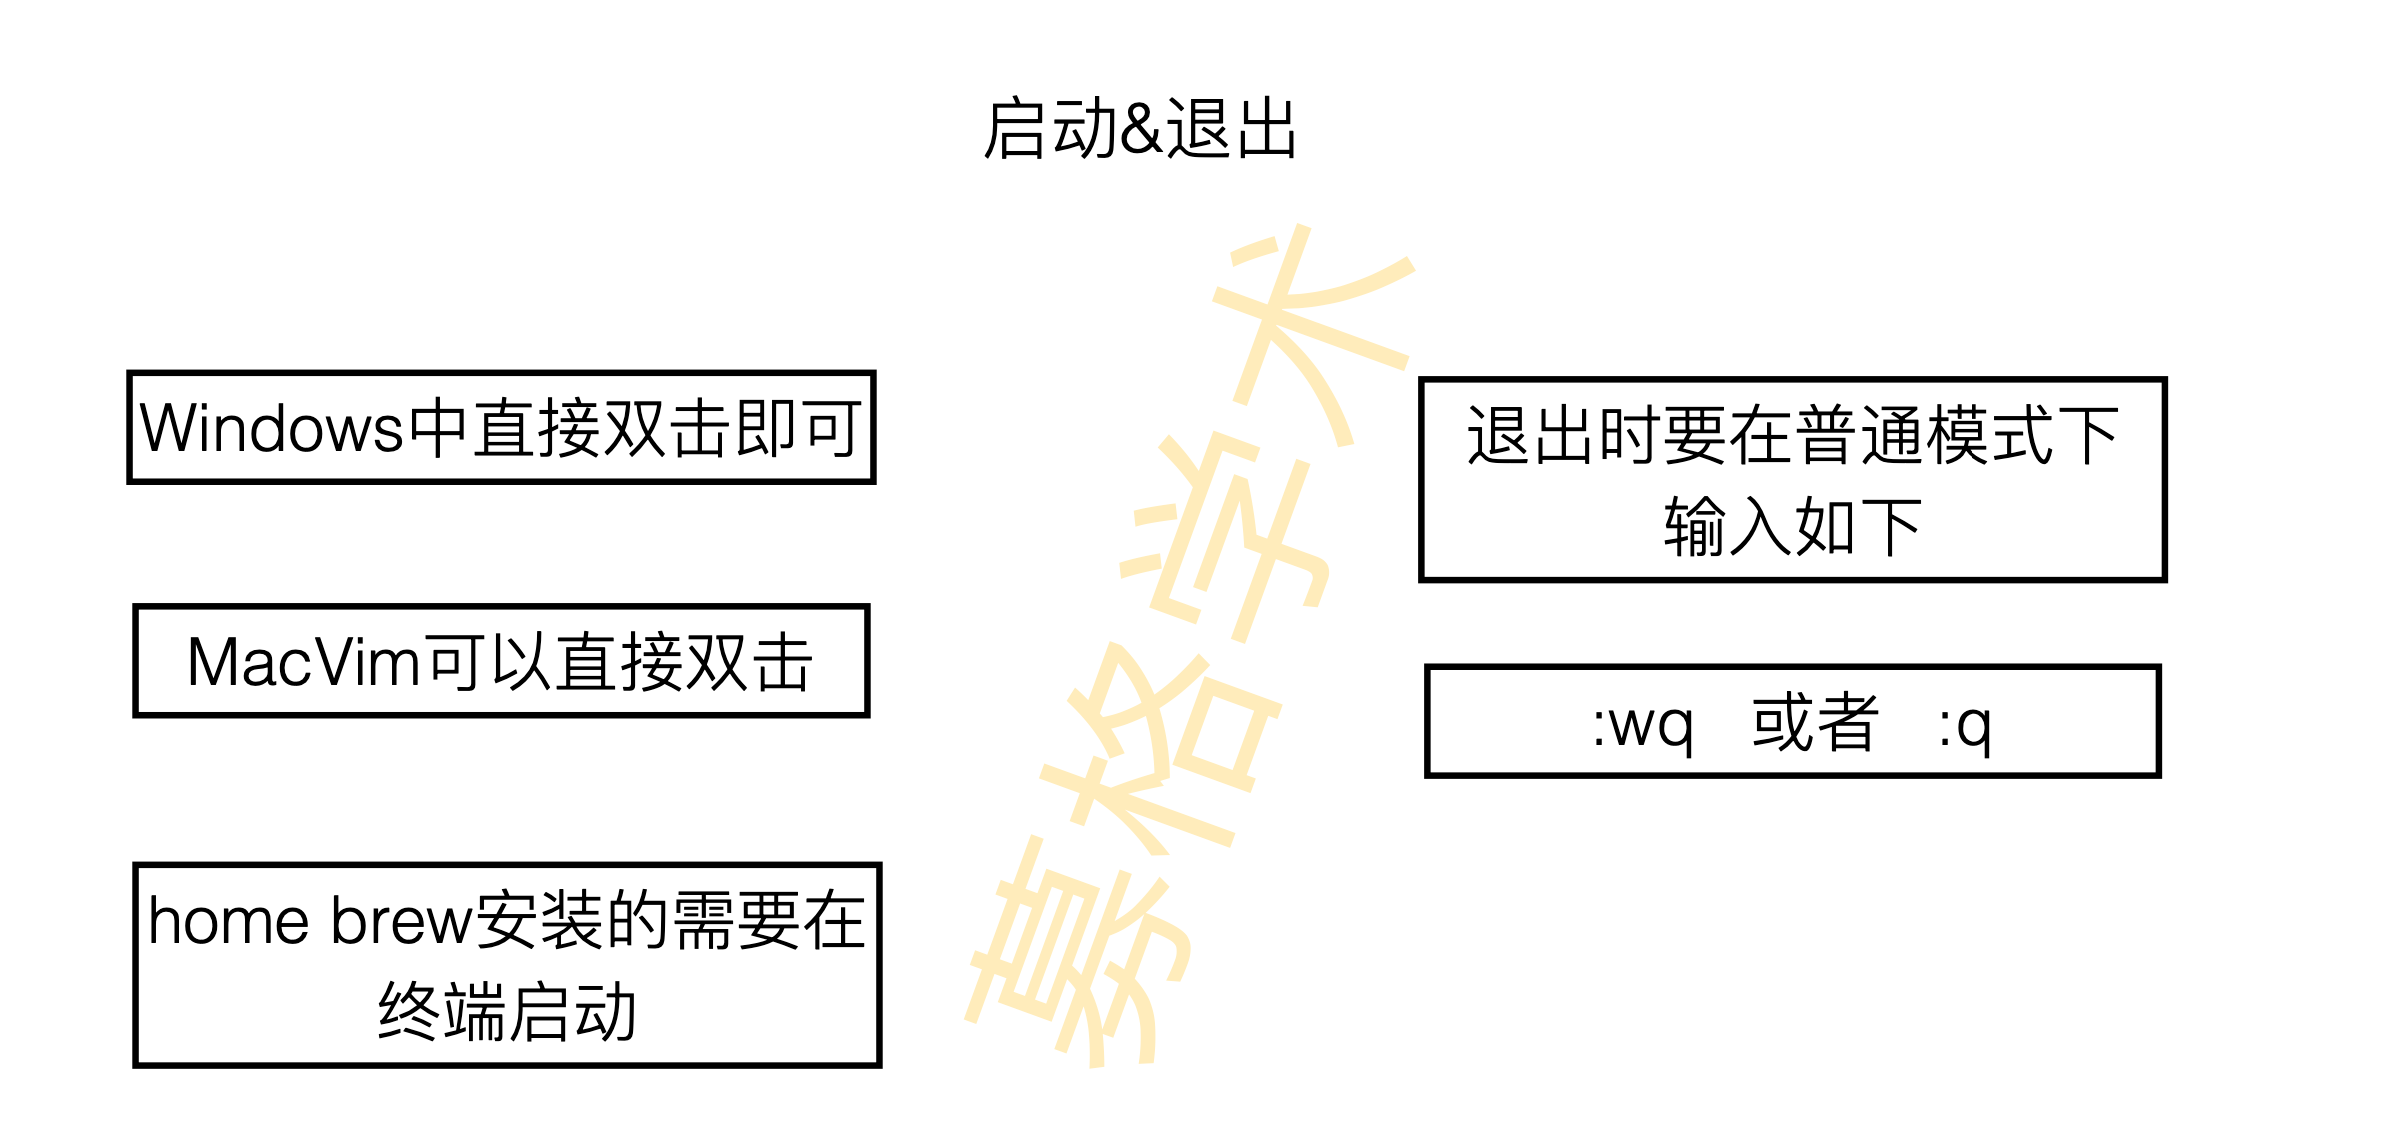 启动&退出
Windows中直接双击即可
MacVim可以直接双击
home brew安装的需要在
终端启动
退出时要在普通模式下
输入如下
:wq 或者 :q
蒙格学术